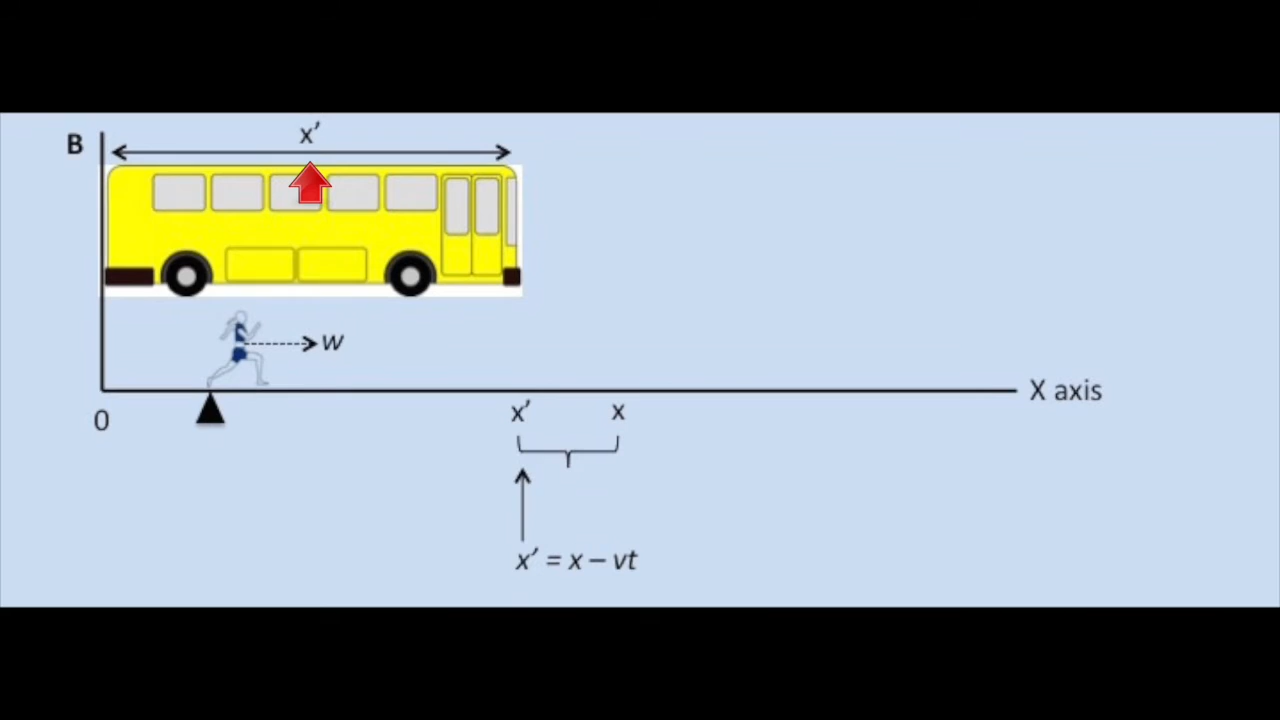 B
x’
w
X axis
0
x’
x
x’ = x – vt